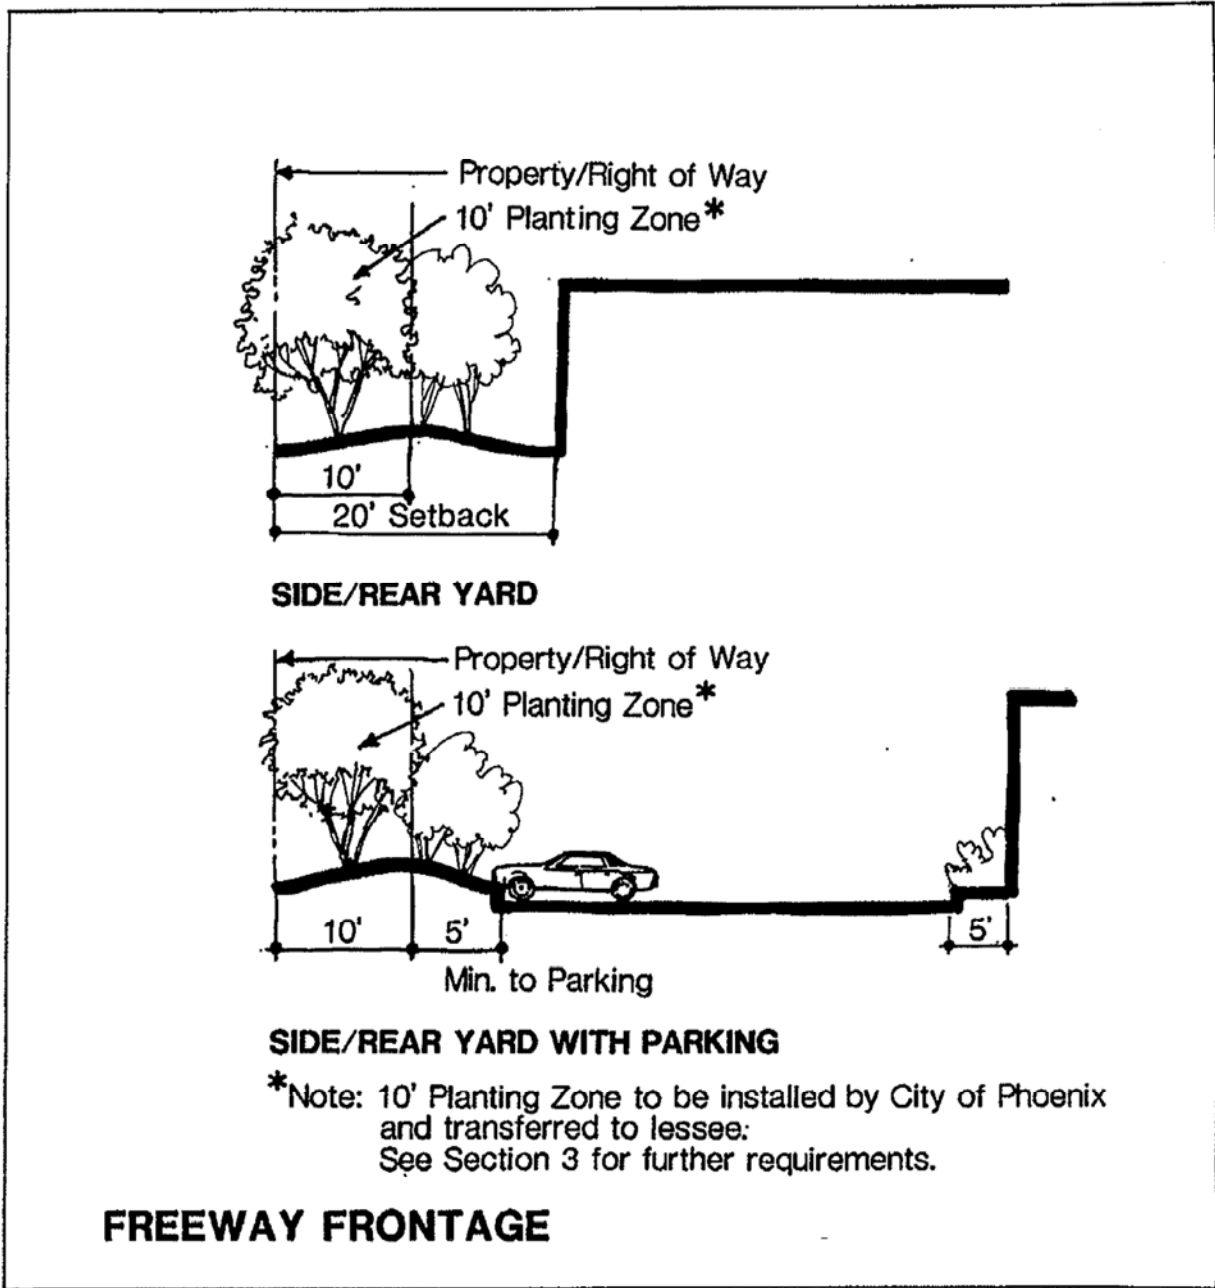 Property/Right of Way
10' Planting Zone*
10'
20' Setback
SIDE/REAR YARD
Property/Right of Way
10' Planting Zone*
10' 5' 5'
Min. to Parking
SIDE/REAR YARD WITH PARKING
*Note: 10' Planting Zone to be installed by City of Phoenix
and transferred to lessee.
See Section 3 for further requirements.
FREEWAY FRONTAGE